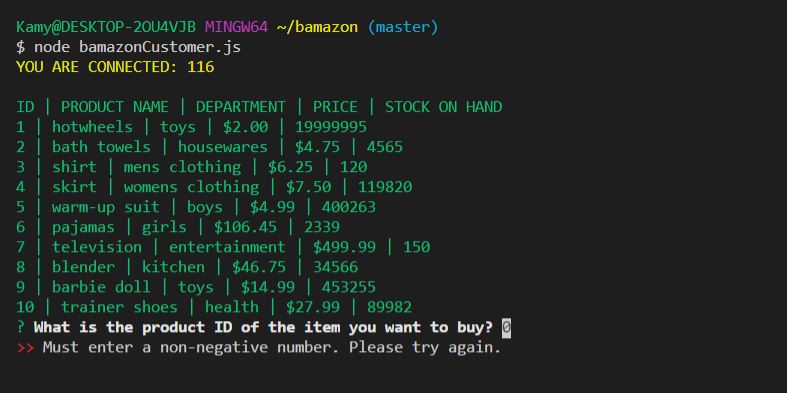 Kamy@DESKTOP-2OU4VJB MINGW64 ~/bamazon (master)
$ node bamazonCustomer.js
YOU ARE CONNECTED: 116
ID | PRODUCT NAME | DEPARTMENT | PRICE | STOCK ON HAND
1 | hotwheels | toys | $2.00 | 19999995
2 | bath towels | housewares | $4.75 | 4565
3 | shirt | mens clothing | $6.25 | 120
4 | skirt | womens clothing | $7.50 | 119820
5 | warm-up suit | boys | $4.99 | 400263
6 | pajamas | girls | $106.45 | 2339
7 | television | entertainment | $499.99 | 150
8 | blender | kitchen | $46.75 | 34566
9 | barbie doll | toys | $14.99 | 453255
10 | trainer shoes | health | $27.99 | 89982
? What is the product ID of the item you want to buy? 0
>> Must enter a non-negative number. Please try again.